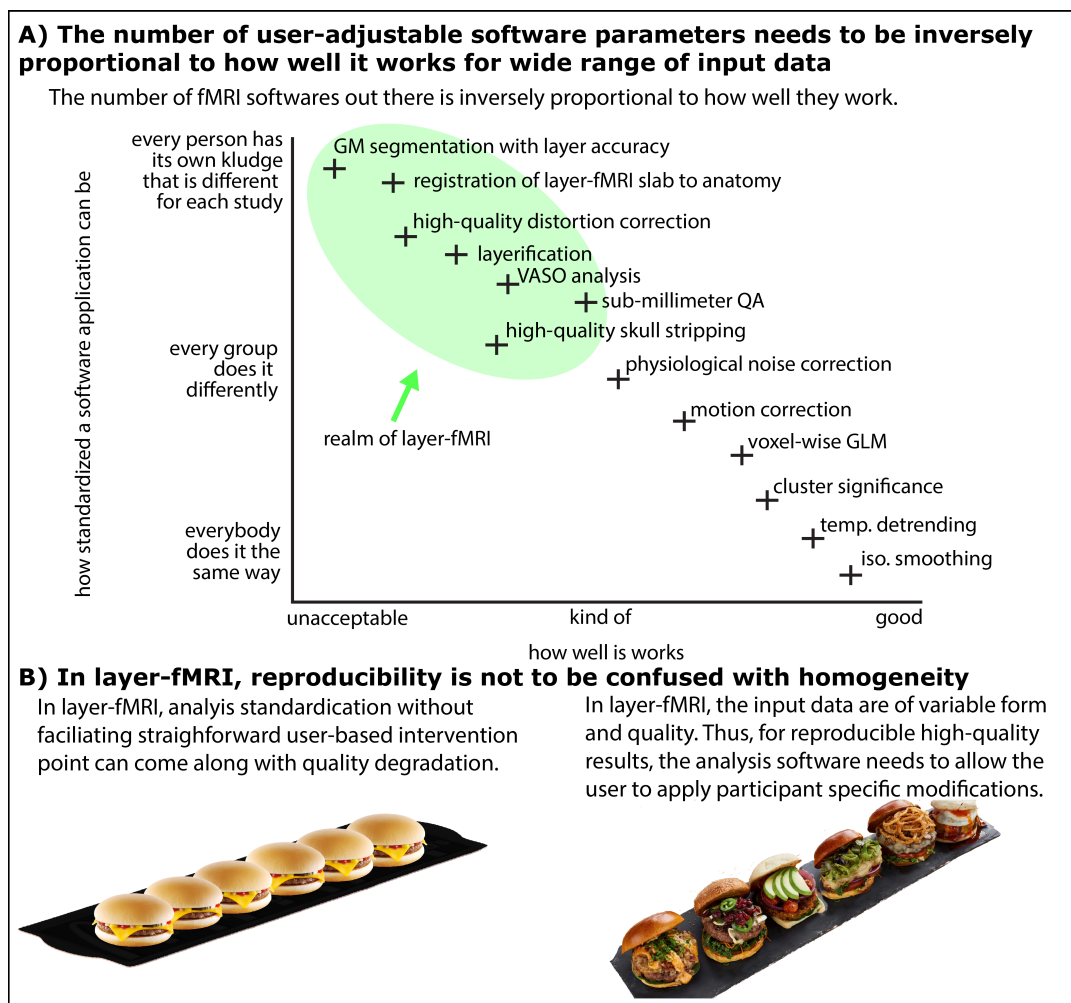 A) The number of user-adjustable software parameters needs to be inversely
proportional to how well it works for wide range of input data
The number of fMRI softwares out there is inversely proportional to how well they work.
how standardized a software application can be
every person has
its own kludge
that is different
for each study
every group
does it
differently
everybody
does it the
same way
GM segmentation with layer accuracy
registration of layer-fMRI slab to anatomy
high-quality distortion correction
layerification
VASO analysis
sub-millimeter QA
high-quality skull stripping
physiological noise correction
motion correction
voxel-wise GLM
cluster significance
temp. detrending
iso. smoothing
realm of layer-fMRI
unacceptable
kind of
good
how well is works
B) In layer-fMRI, reproducibility is not to be confused with homogeneity
In layer-fMRI, analyis standardication without
faciliating straighforward user-based intervention
point can come along with quality degradation.
In layer-fMRI, the input data are of variable form
and quality. Thus, for reproducible high-quality
results, the analysis software needs to allow the
user to apply participant specific modifications.